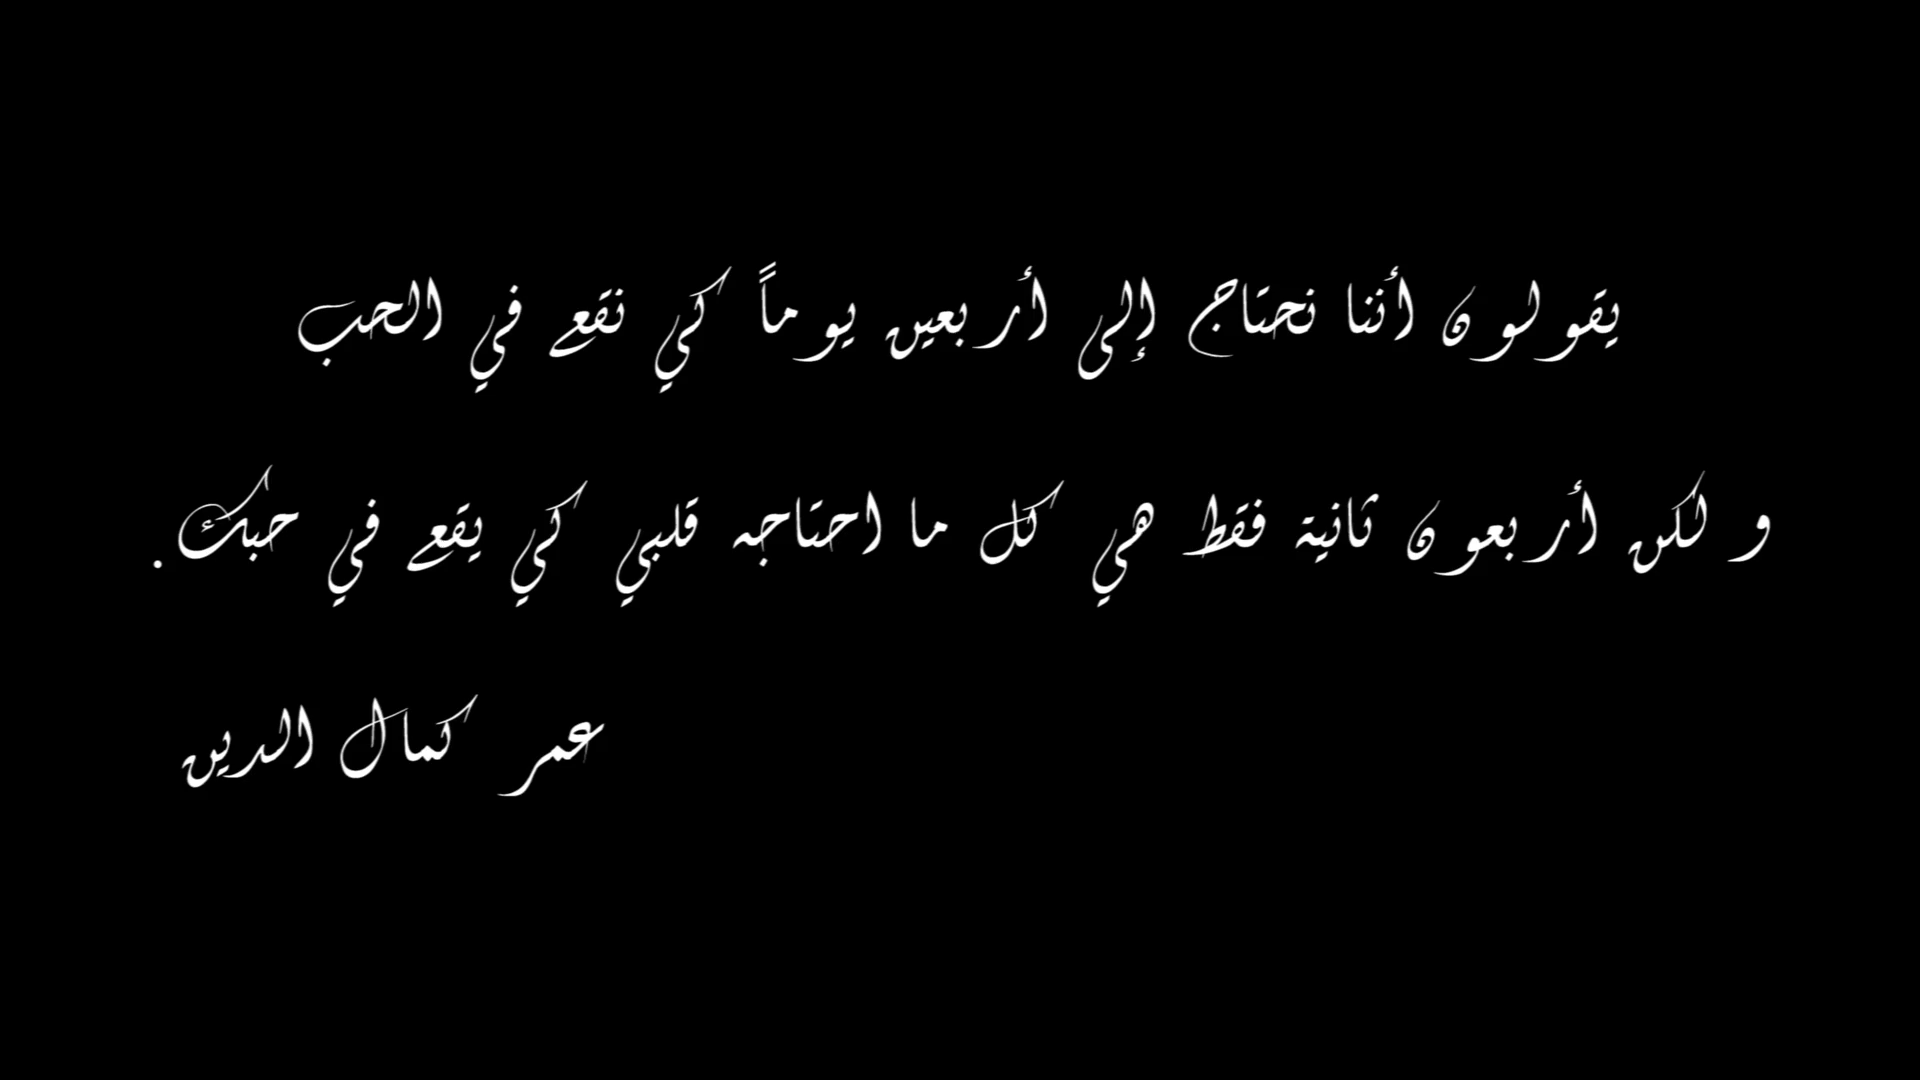 يقولون أننا نحتاج إلى أربعين يوماً كي نقع في الحب
و لكن أربعون ثانية فقط هي كل ما احتاجه قلبي كي يقع في حبك.
عمر كمال الدين